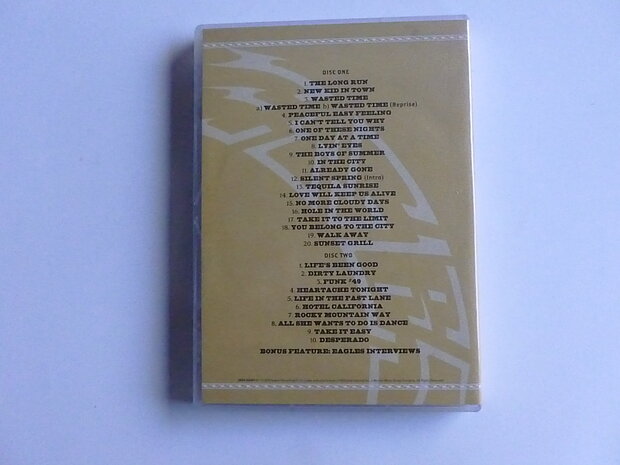 DISC ONE
1. THE LONG RUN
2. NEW KID IN TOWN
3. WASTED TIME
a) WASTED TIME b) WASTED TIME (Reprise)
4. PEACEFUL EASY FEELING
5. I CAN'T TELL YOU WHY
6. ONE OF THESE NIGHTS
7. ONE DAY AT A TIME
8. LYIN' EYES
9. THE BOYS OF SUMMER
10. IN THE CITY
11. ALREADY GONE
12. SILENT SPRING (Intro)
13. TEQUILA SUNRISE
14. LOVE WILL KEEP US ALIVE
15. NO MORE CLOUDY DAYS
16. HOLE IN THE WORLD
17. TAKE IT TO THE LIMIT
18. YOU BELONG TO THE CITY
19. WALK AWAY
20. SUNSET GRILL
DISC TWO
1. LIFE'S BEEN GOOD
2. DIRTY LAUNDRY
3. FUNK #49
4. HEARTACHE TONIGHT
5. LIFE IN THE FAST LANE
6. HOTEL CALIFORNIA
7. ROCKY MOUNTAIN WAY
8. ALL SHE WANTS TO DO IS DANCE
9. TAKE IT EASY
10. DESPERADO
BONUS FEATURE: EAGLES INTERVIEWS